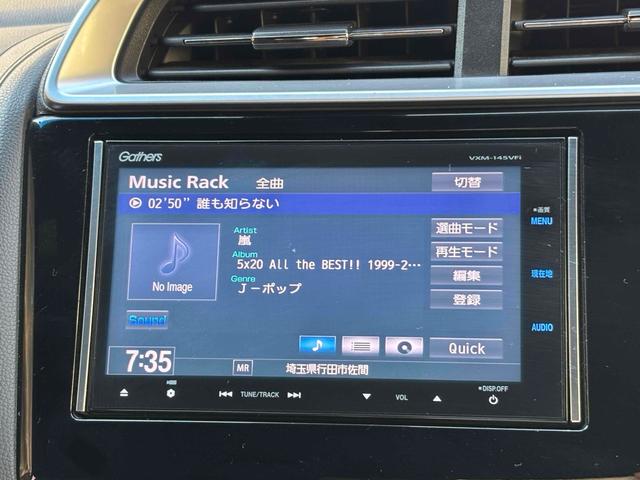 Gathers
VXM-145VFi
Music Rack 全曲 切替
02'50" 誰も知らない
Artist
嵐
Album
5x20 All the BEST!! 1999-2…
Genre
J－ポップ
No Image
選曲モード
再生モード
編集
登録
Sound
Quick
7:35
MR
埼玉県行田市佐間
画質
MENU
現在地
AUDIO
TUNE/TRACK
VOL
DISP.OFF